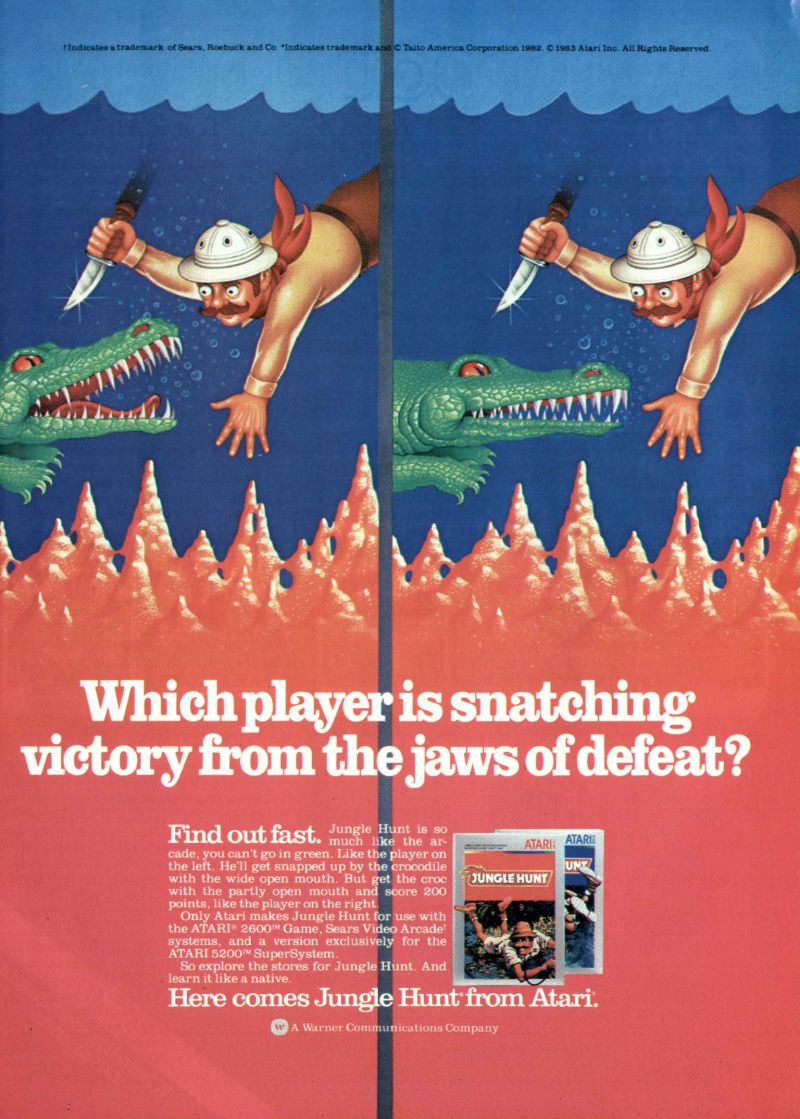 †Indicates a trademark of Sears, Roebuck and Co. *Indicates trademark and © Taito America Corporation 1982. © 1983 Atari Inc. All Rights Reserved.
Which player is snatching
victory from the jaws of defeat?
Find out fast. Jungle Hunt is so
much like the ar-
cade, you can't go in green. Like the player on
the left. He'll get snapped up by the crocodile
with the wide open mouth. But get the croc
with the partly open mouth and score 200
points, like the player on the right.
Only Atari makes Jungle Hunt for use with
the ATARI® 2600™ Game, Sears Video Arcade†
systems, and a version exclusively for the
ATARI 5200™ SuperSystem.
So explore the stores for Jungle Hunt. And
learn it like a native.
ATARI
JUNGLE HUNT
ATARI
UNT
Here comes Jungle Hunt* from Atari.
W A Warner Communications Company